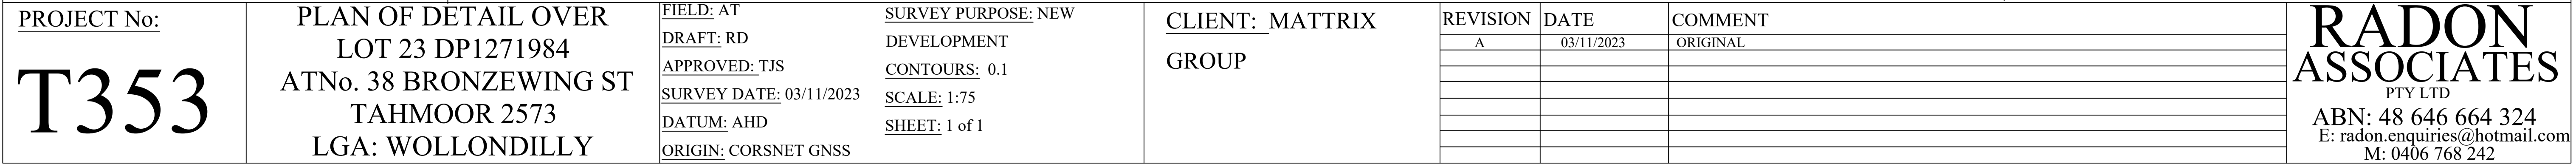 PROJECT No:
T353
PLAN OF DETAIL OVER
LOT 23 DP1271984
ATNo. 38 BRONZEWING ST
TAHMOOR 2573
LGA: WOLLONDILLY
FIELD: AT
DRAFT: RD
APPROVED: TJS
SURVEY DATE: 03/11/2023
DATUM: AHD
ORIGIN: CORSNET GNSS
SURVEY PURPOSE: NEW
DEVELOPMENT
CONTOURS: 0.1
SCALE: 1:75
SHEET: 1 of 1
CLIENT: MATTRIX
GROUP
REVISION DATE COMMENT
A 03/11/2023 ORIGINAL
RADON
ASSOCIATES
PTY LTD
ABN: 48 646 664 324
E: radon.enquiries@hotmail.com
M: 0406 768 242